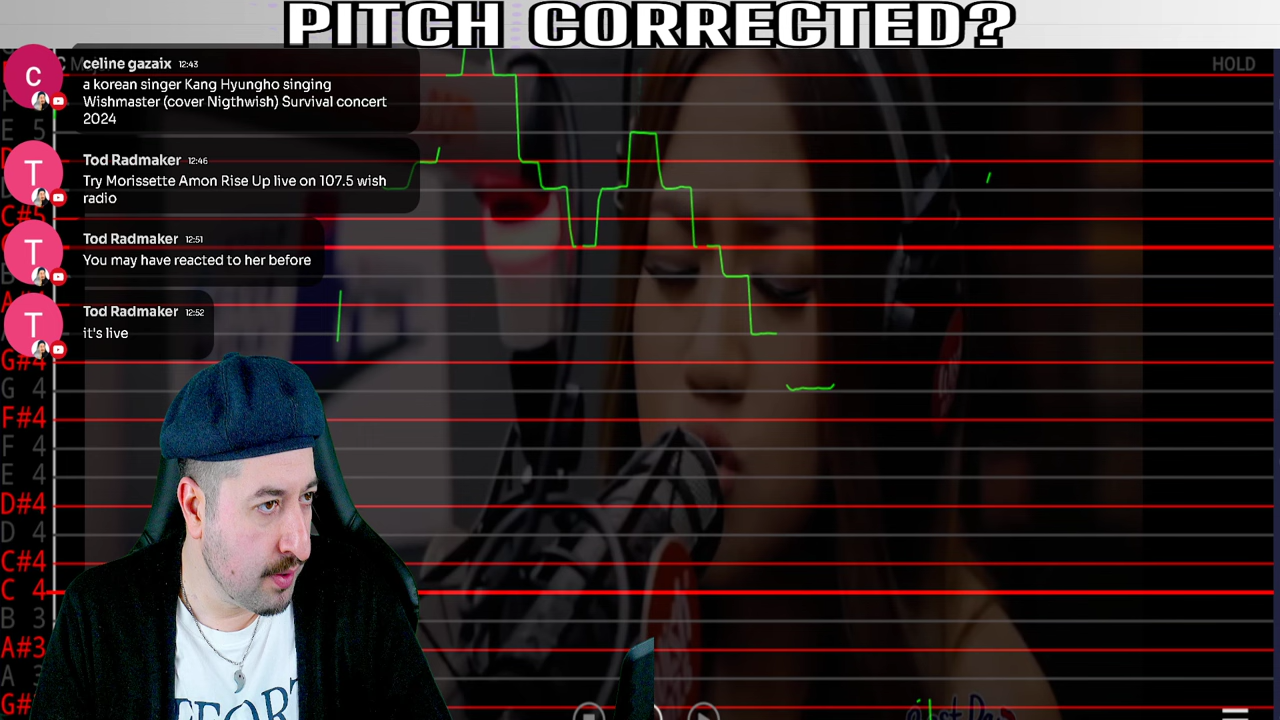 PITCH CORRECTED?
HOLD
C
celine gazaix 12:43
a korean singer Kang Hyungho singing
Wishmaster (cover Nigthwish) Survival concert
2024
E 5
T
Tod Radmaker 12:46
Try Morissette Amon Rise Up live on 107.5 wish
radio
C#5
T
Tod Radmaker 12:51
You may have reacted to her before
T
Tod Radmaker 12:52
it's live
G#4
G 4
F#4
F 4
E 4
D#4
D 4
C#4
C 4
B 3
A#3
A 3
G#
EFFORT